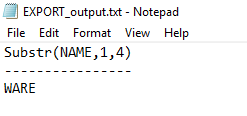 EXPORT_output.txt - Notepad
File Edit Format View Help
Substr(NAME,1,4)
----------------
WARE